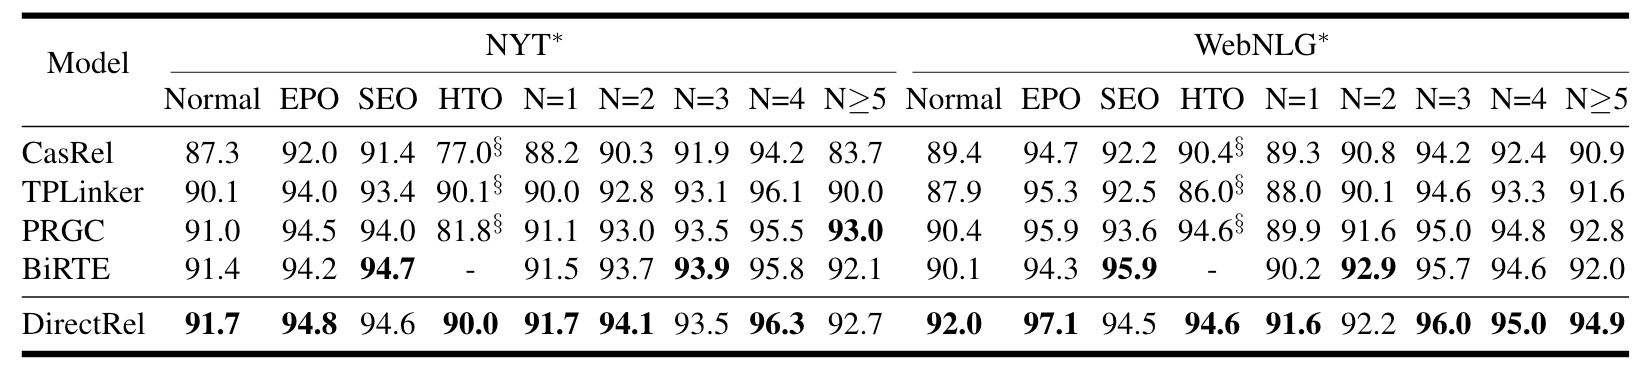 Model NYT* WebNLG*
Normal EPO SEO HTO N=1 N=2 N=3 N=4 N≥5 Normal EPO SEO HTO N=1 N=2 N=3 N=4 N≥5
CasRel 87.3 92.0 91.4 77.0§ 88.2 90.3 91.9 94.2 83.7 89.4 94.7 92.2 90.4§ 89.3 90.8 94.2 92.4 90.9
TPLinker 90.1 94.0 93.4 90.1§ 90.0 92.8 93.1 96.1 90.0 87.9 95.3 92.5 86.0§ 88.0 90.1 94.6 93.3 91.6
PRGC 91.0 94.5 94.0 81.8§ 91.1 93.0 93.5 95.5 93.0 90.4 95.9 93.6 94.6§ 89.9 91.6 95.0 94.8 92.8
BiRTE 91.4 94.2 94.7 - 91.5 93.7 93.9 95.8 92.1 90.1 94.3 95.9 - 90.2 92.9 95.7 94.6 92.0
DirectRel 91.7 94.8 94.6 90.0 91.7 94.1 93.5 96.3 92.7 92.0 97.1 94.5 94.6 91.6 92.2 96.0 95.0 94.9